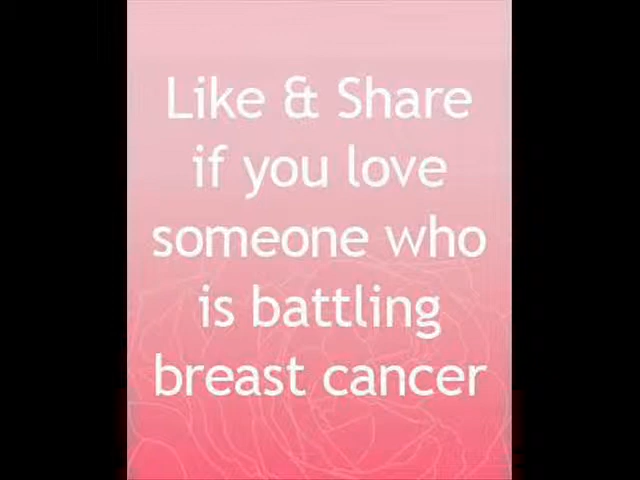 Like & Share
if you love
someone who
is battling
breast cancer